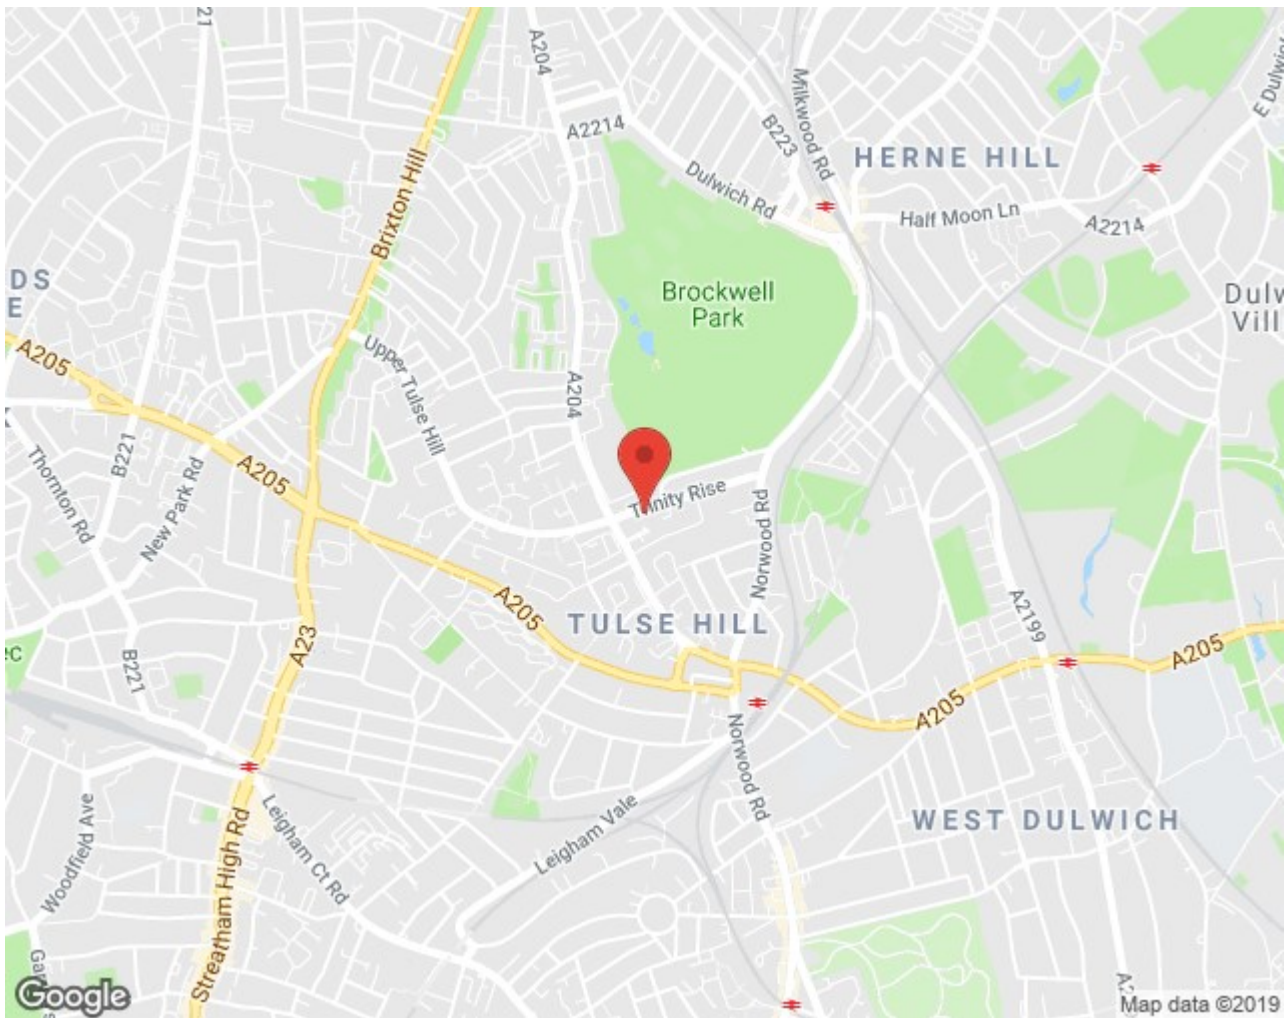 21
A204
Milkwood Rd
E Dulwic
A2214
B223
HERNE HILL
Dulwich Rd
Half Moon Ln
A2214
Brixton Hill
DS
E
Brockwell
Park
Dulw
Vill
A205
Upper Tulse Hill
A204
B221
Thornton Rd
New Park Rd
A205
Trinity Rise
Norwood Rd
A205
TULSE HILL
A2199
A23
A205
A205
EC
B221
Norwood Rd
Leigham Vale
WEST DULWICH
Woodfield Ave
Leigham Ct Rd
Streatham High Rd
Google
Map data ©2019